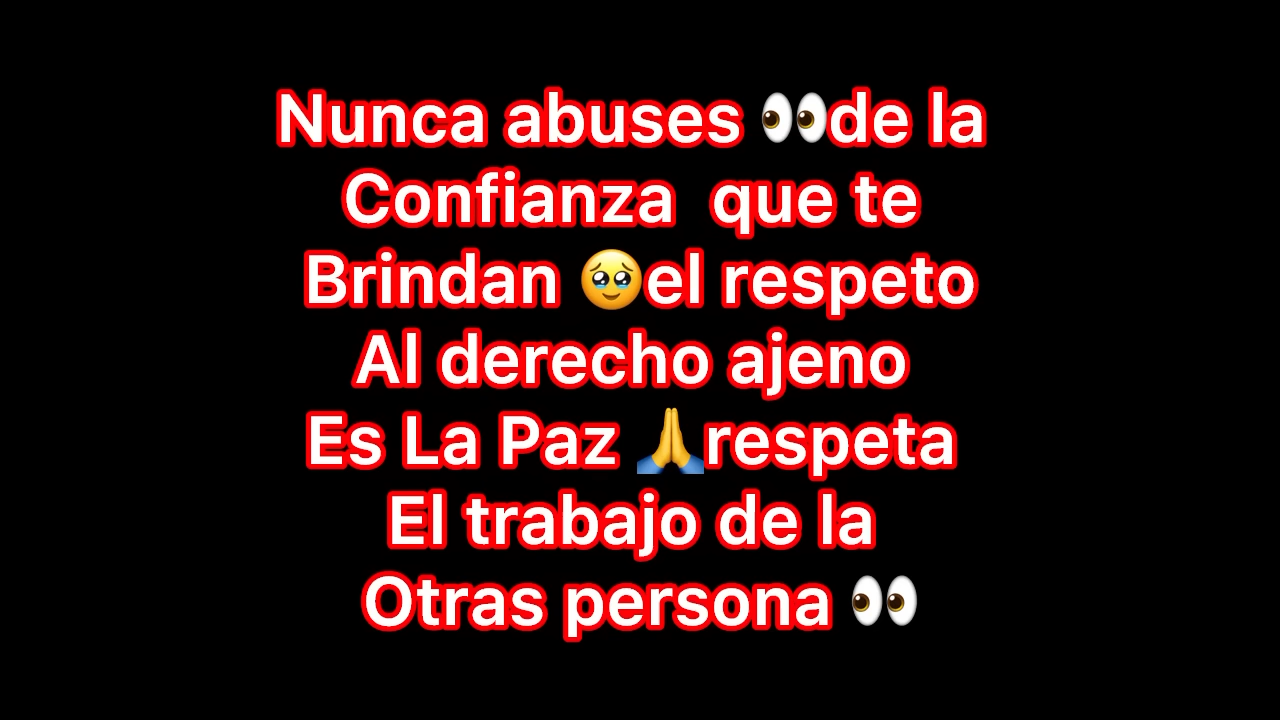 Nunca abuses 👀de la
Confianza  que te
Brindan 🥹el respeto
Al derecho ajeno
Es La Paz 🙏respeta
El trabajo de la
Otras persona 👀